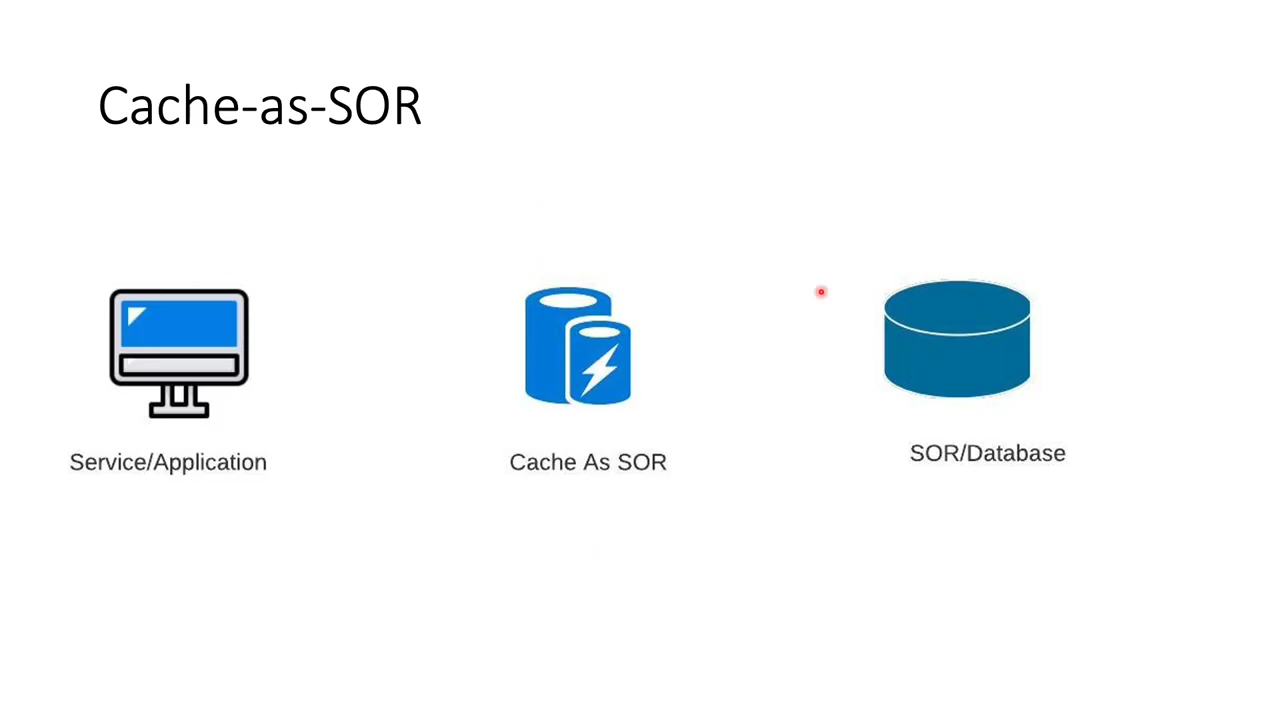 Cache-as-SOR
Service/Application
Cache As SOR
SOR/Database